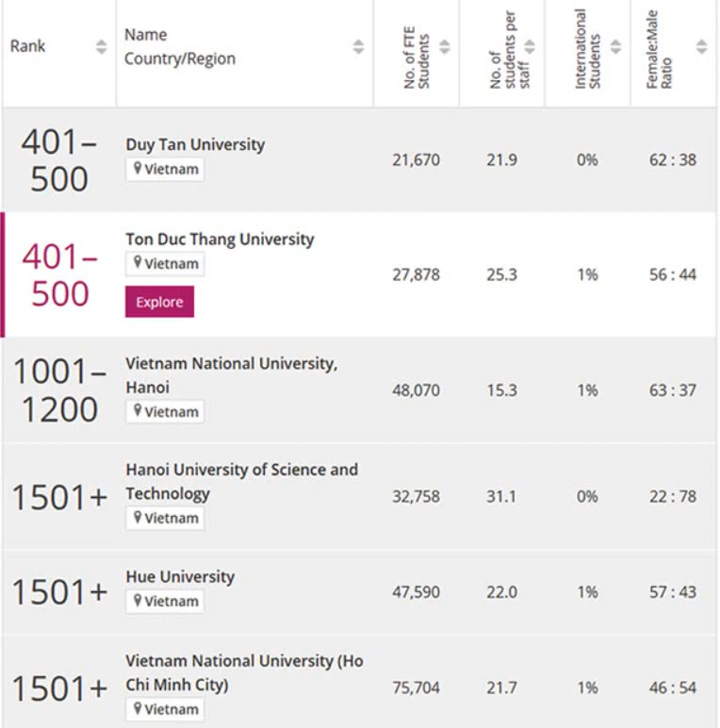 Rank
Name
Country/Region
No. of FTE
Students
No. of
students per
staff
International
Students
Female:Male
Ratio
401–
500
Duy Tan University
Vietnam
21,670
21.9
0%
62 : 38
401–
500
Ton Duc Thang University
Vietnam
Explore
27,878
25.3
1%
56 : 44
1001–
1200
Vietnam National University,
Hanoi
Vietnam
48,070
15.3
1%
63 : 37
1501+
Hanoi University of Science and
Technology
Vietnam
32,758
31.1
0%
22 : 78
1501+
Hue University
Vietnam
47,590
22.0
1%
57 : 43
1501+
Vietnam National University (Ho
Chi Minh City)
Vietnam
75,704
21.7
1%
46 : 54